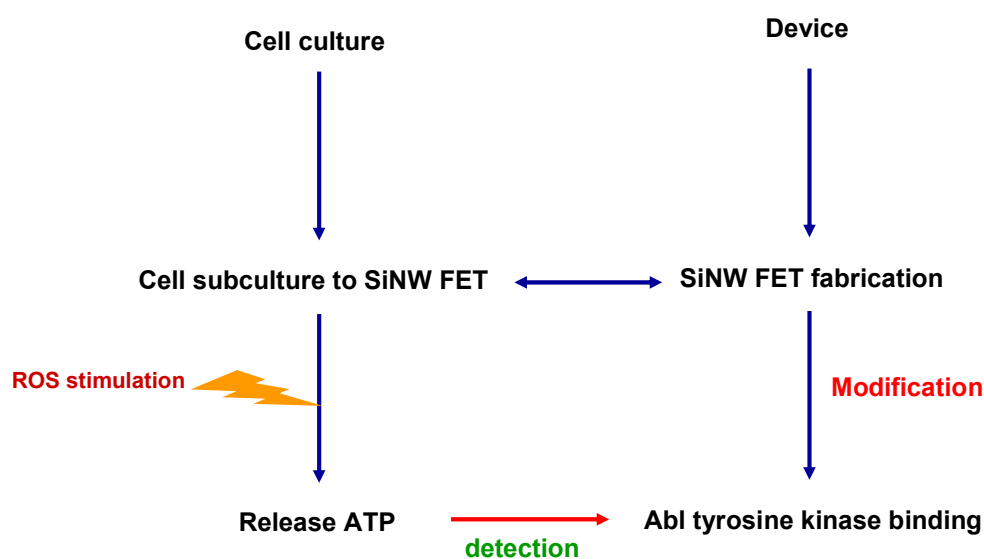 Cell culture
Device
Cell subculture to SiNW FET
SiNW FET fabrication
ROS stimulation
Modification
Release ATP
detection
Abl tyrosine kinase binding